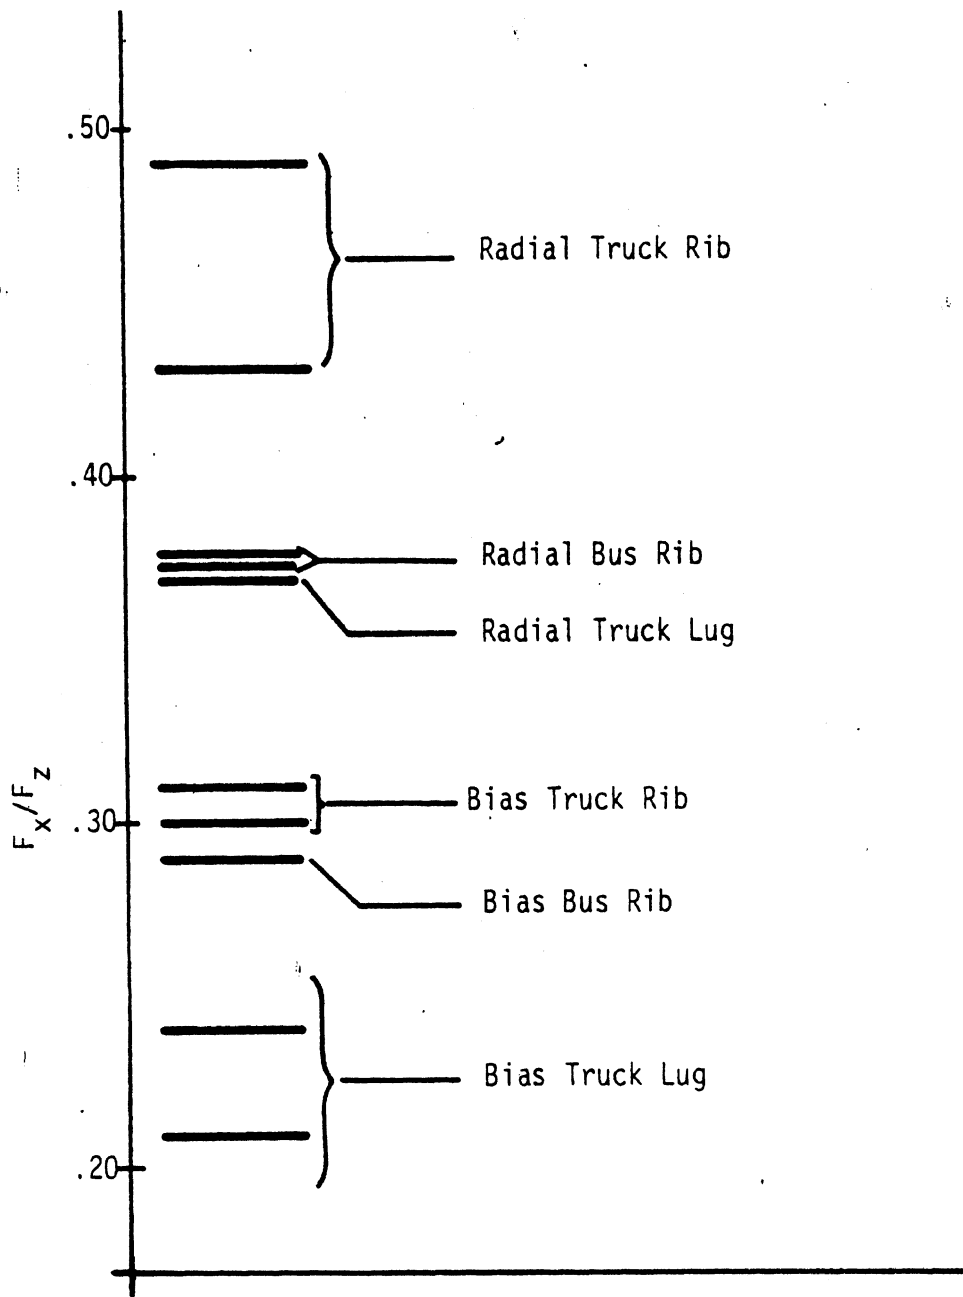 .50
Radial Truck Rib
.40
Radial Bus Rib
Radial Truck Lug
Fx/Fz
Bias Truck Rib
.30
Bias Bus Rib
Bias Truck Lug
.20